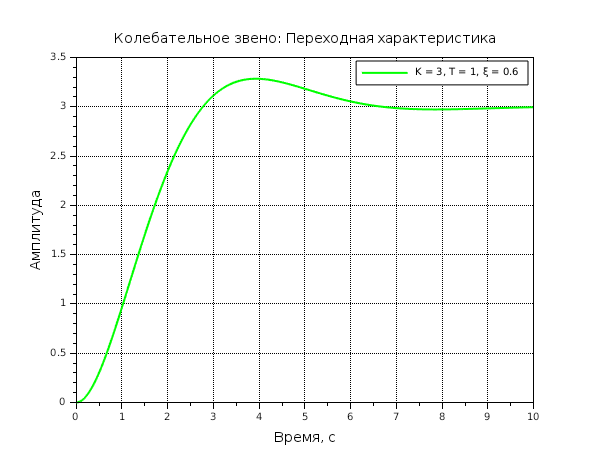 Колебательное звено: Переходная характеристика
K = 3, T = 1, ξ = 0.6
3.5
3
2.5
2
1.5
1
0.5
0
Амплитуда
0 1 2 3 4 5 6 7 8 9 10
Время, с